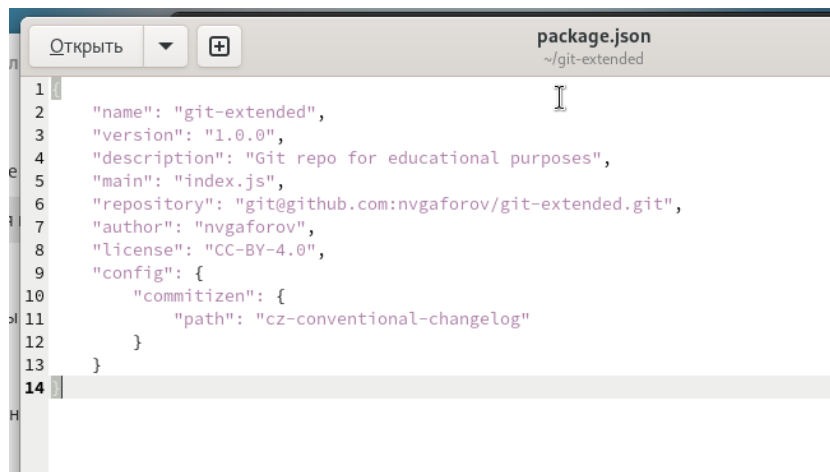 Открыть
package.json
~/git-extended
1 {
2     "name": "git-extended",
3     "version": "1.0.0",
4     "description": "Git repo for educational purposes",
5     "main": "index.js",
6     "repository": "git@github.com:nvgaforov/git-extended.git",
7     "author": "nvgaforov",
8     "license": "CC-BY-4.0",
9     "config": {
10         "commitizen": {
11             "path": "cz-conventional-changelog"
12         }
13     }
14 }